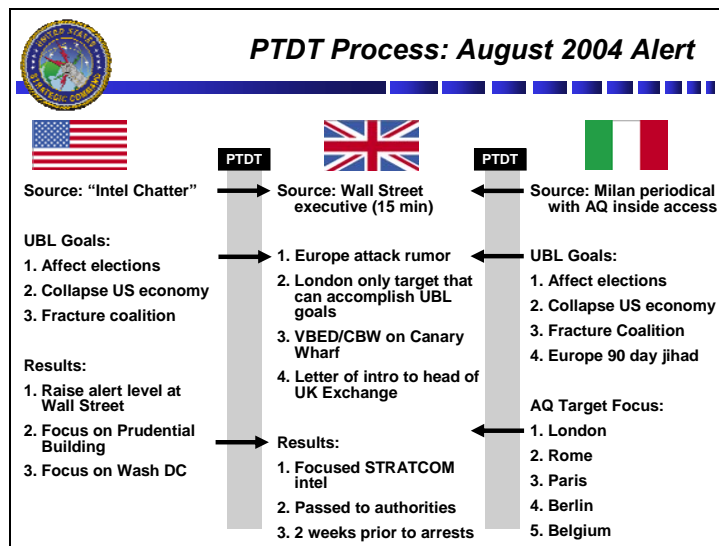 UNITED STATES
STRATEGIC COMMAND
PTDT Process: August 2004 Alert
PTDT
PTDT
Source: “Intel Chatter”
UBL Goals:
1. Affect elections
2. Collapse US economy
3. Fracture coalition
Results:
1. Raise alert level at
Wall Street
2. Focus on Prudential
Building
3. Focus on Wash DC
Source: Wall Street
executive (15 min)
1. Europe attack rumor
2. London only target that
can accomplish UBL
goals
3. VBED/CBW on Canary
Wharf
4. Letter of intro to head of
UK Exchange
Results:
1. Focused STRATCOM
intel
2. Passed to authorities
3. 2 weeks prior to arrests
Source: Milan periodical
with AQ inside access
UBL Goals:
1. Affect elections
2. Collapse US economy
3. Fracture Coalition
4. Europe 90 day jihad
AQ Target Focus:
1. London
2. Rome
3. Paris
4. Berlin
5. Belgium